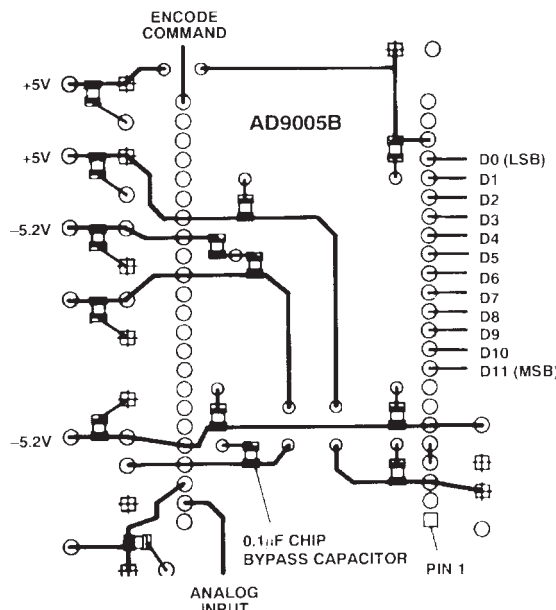 ENCODE
COMMAND
+5V
AD9005B
+5V
D0 (LSB)
D1
D2
–5.2V
D3
D4
D5
D6
D7
D8
D9
D10
D11 (MSB)
–5.2V
0.1µF CHIP
BYPASS CAPACITOR
PIN 1
ANALOG
INPUT